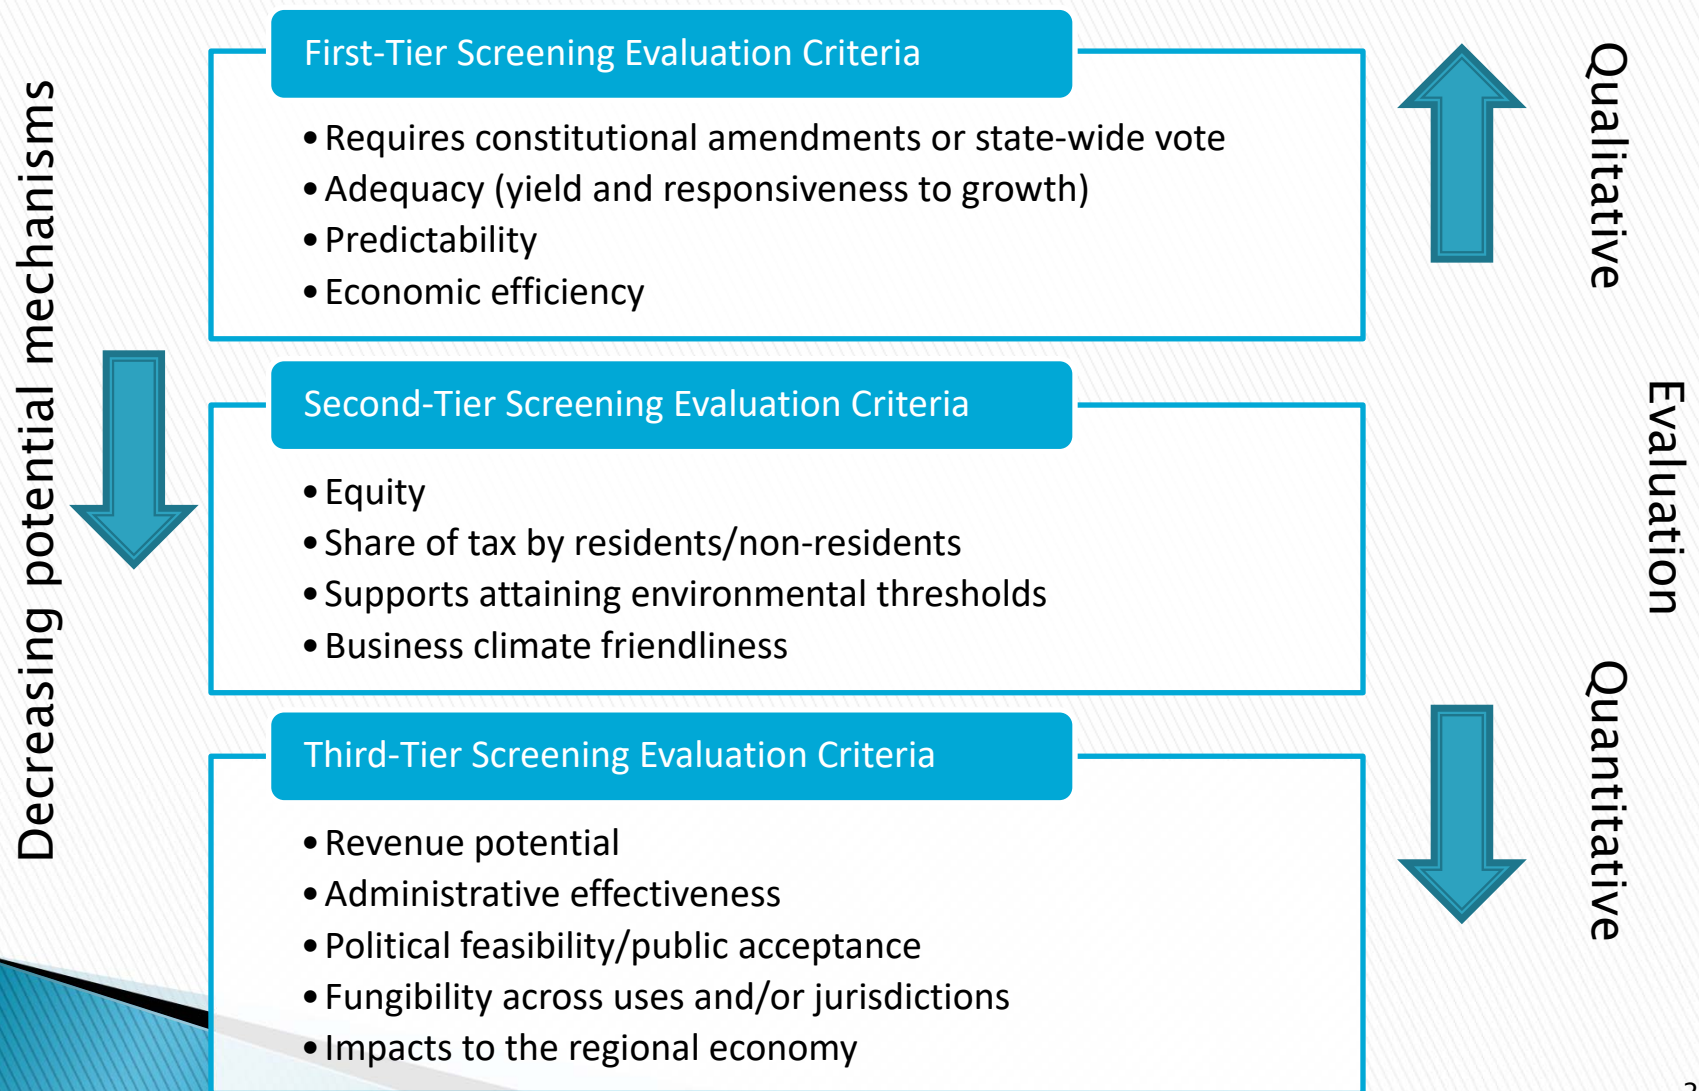 Decreasing potential mechanisms
First-Tier Screening Evaluation Criteria
•Requires constitutional amendments or state-wide vote
•Adequacy (yield and responsiveness to growth)
•Predictability
•Economic efficiency
Second-Tier Screening Evaluation Criteria
•Equity
•Share of tax by residents/non-residents
•Supports attaining environmental thresholds
•Business climate friendliness
Third-Tier Screening Evaluation Criteria
•Revenue potential
•Administrative effectiveness
•Political feasibility/public acceptance
•Fungibility across uses and/or jurisdictions
•Impacts to the regional economy
Qualitative
Evaluation
Quantitative